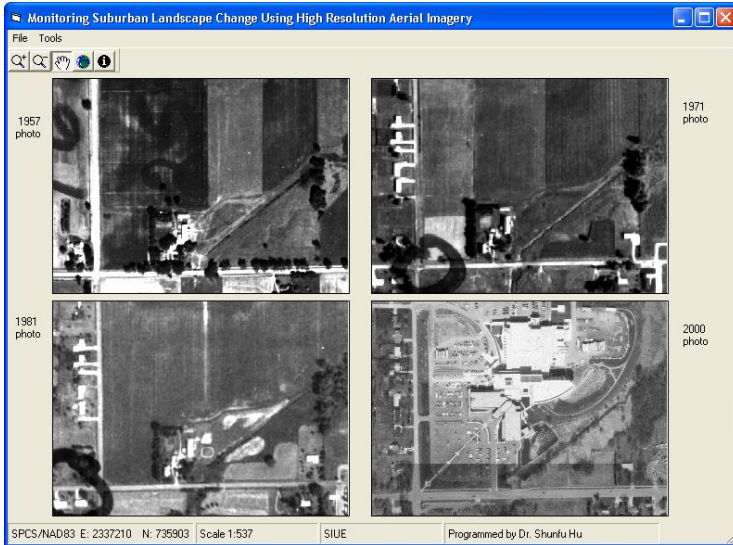 Monitoring Suburban Landscape Change Using High Resolution Aerial Imagery
File Tools
1957
photo
1971
photo
1981
photo
2000
photo
SPCS/NAD83 E: 2337210 N: 735903 Scale 1:537 SIUE Programmed by Dr. Shunfu Hu